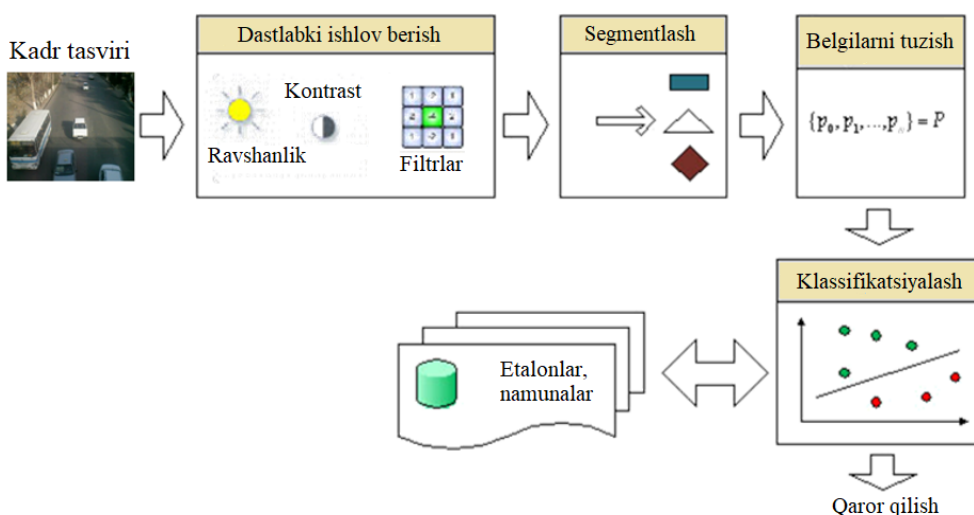 Kadr tasviri
Dastlabki ishlov berish
Kontrast
Ravshanlik
Filtrlar
Segmentlash
Belgilarni tuzish
{p₀, p₁,...,pₙ} = P
Klassifikatsiyalash
Etalonlar,
namunalar
Qaror qilish